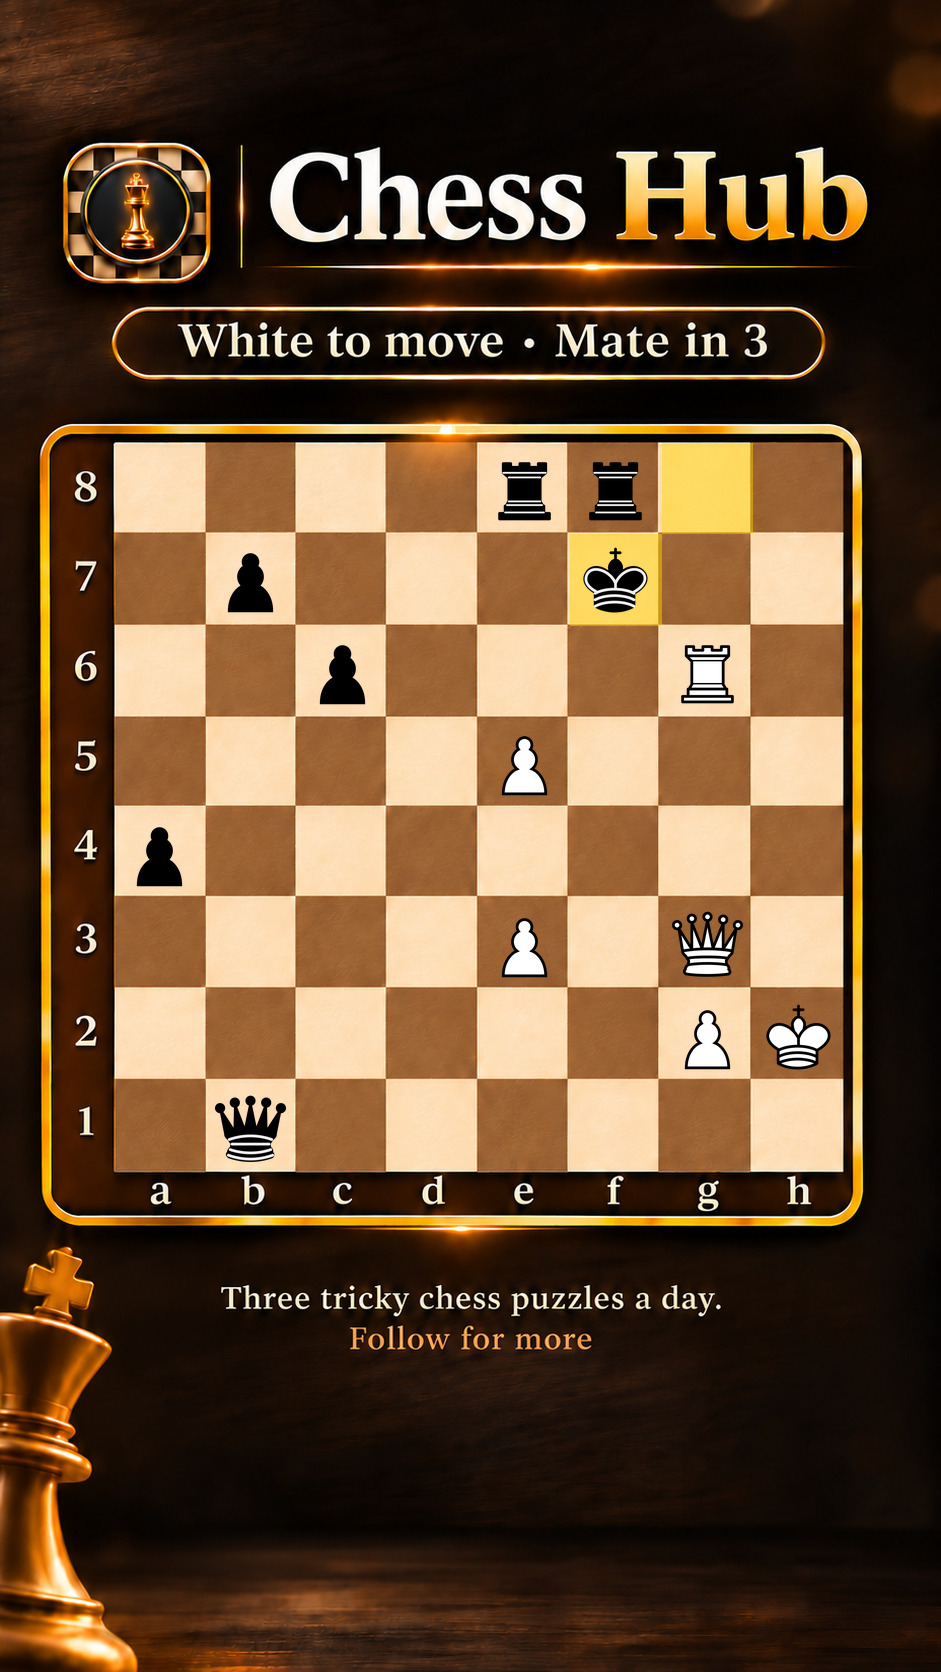 Chess Hub
White to move • Mate in 3
8
7
6
5
4
3
2
1
a b c d e f g h
Three tricky chess puzzles a day.
Follow for more